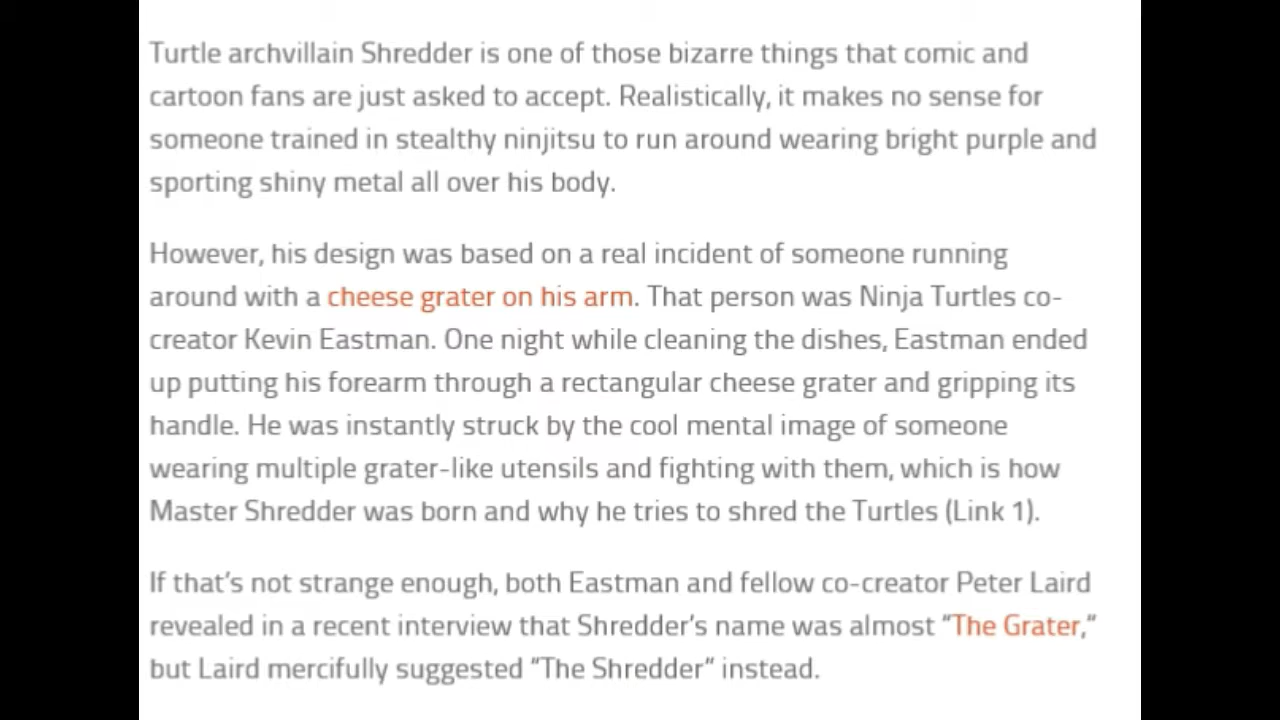 Turtle archvillain Shredder is one of those bizarre things that comic and
cartoon fans are just asked to accept. Realistically, it makes no sense for
someone trained in stealthy ninjitsu to run around wearing bright purple and
sporting shiny metal all over his body.
However, his design was based on a real incident of someone running
around with a cheese grater on his arm. That person was Ninja Turtles co-
creator Kevin Eastman. One night while cleaning the dishes, Eastman ended
up putting his forearm through a rectangular cheese grater and gripping its
handle. He was instantly struck by the cool mental image of someone
wearing multiple grater-like utensils and fighting with them, which is how
Master Shredder was born and why he tries to shred the Turtles (Link 1).
If that's not strange enough, both Eastman and fellow co-creator Peter Laird
revealed in a recent interview that Shredder's name was almost “The Grater,”
but Laird mercifully suggested “The Shredder” instead.